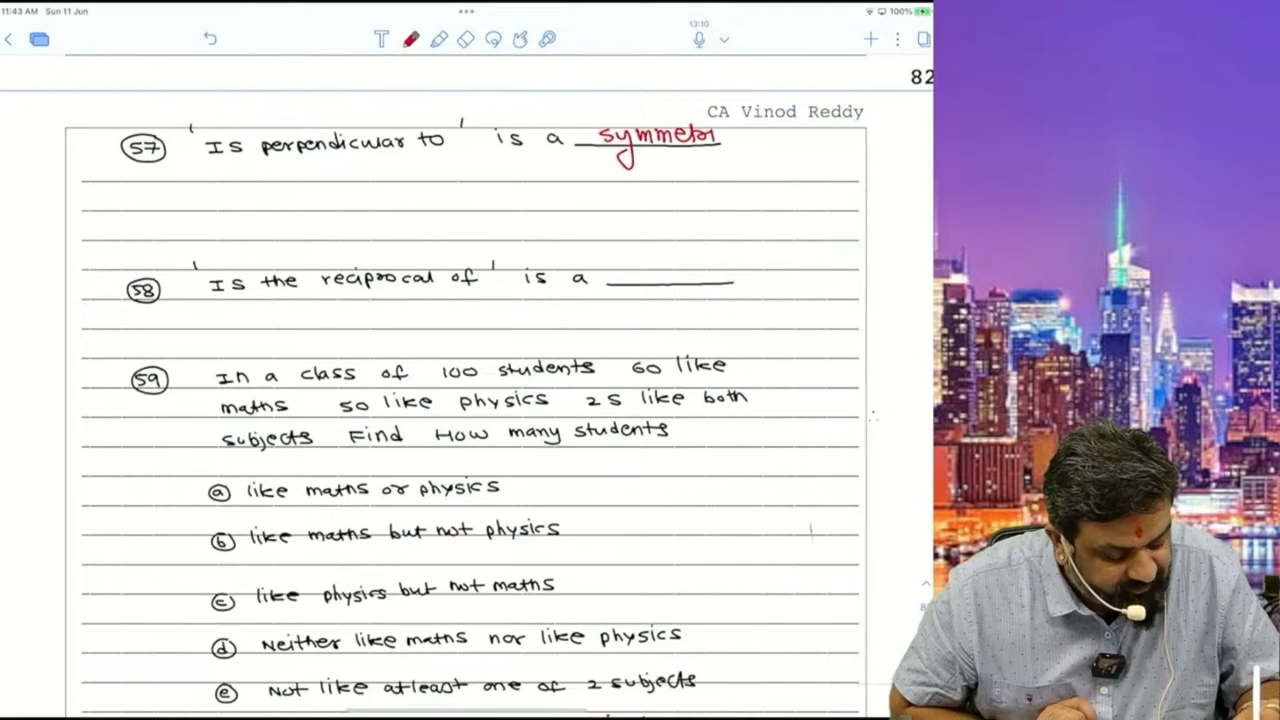 11:43 AM Sun 11 Jun
100%
13:10
T
82
CA Vinod Reddy
57 'Is perpendicular to' is a symmetri
58 'Is the reciprocal of' is a
59 In a class of 100 students 60 like
maths 50 like physics 25 like both
subjects Find How many students
a like maths or physics
b like maths but not physics
c like physics but not maths
d Neither like maths nor like physics
e Not like atleast one of 2 subjects